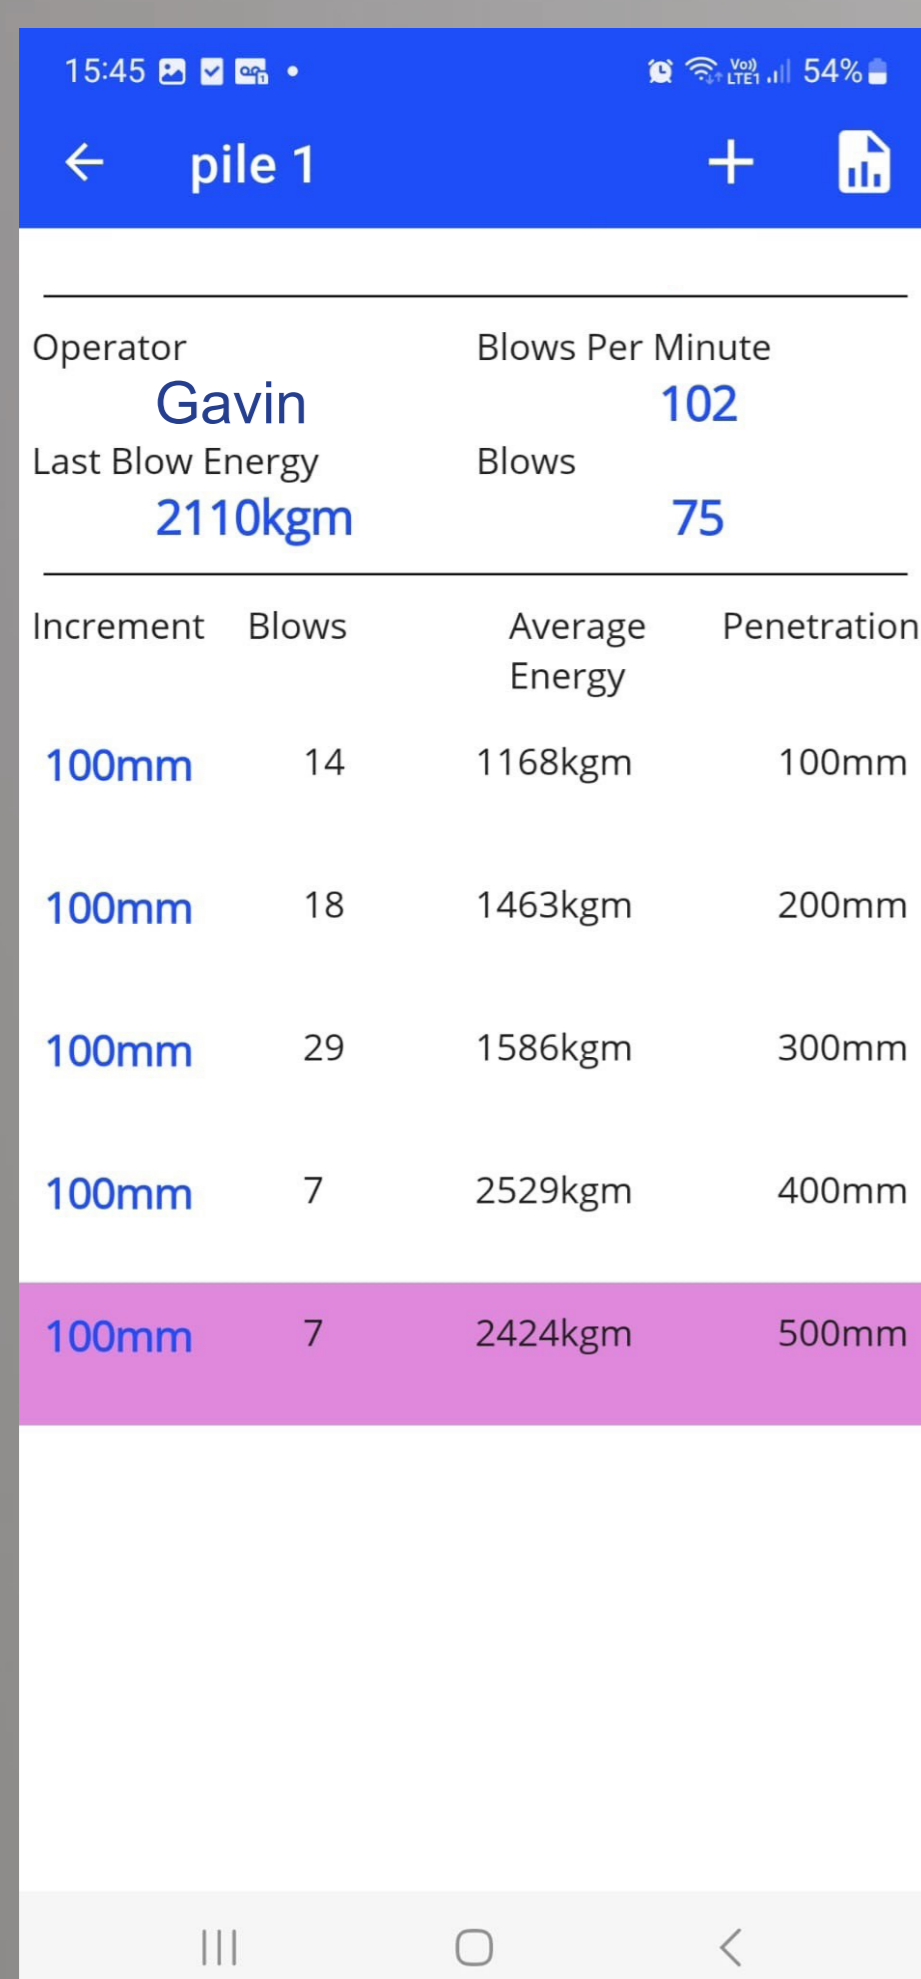 15:45 54%
pile 1
Operator Blows Per Minute
Gavin 102
Last Blow Energy Blows
2110kgm 75
Increment Blows Average Energy Penetration
100mm 14 1168kgm 100mm
100mm 18 1463kgm 200mm
100mm 29 1586kgm 300mm
100mm 7 2529kgm 400mm
100mm 7 2424kgm 500mm